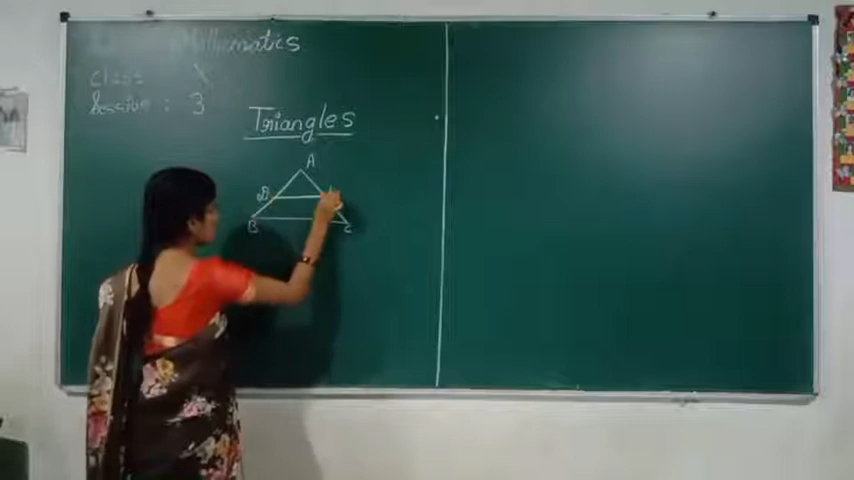 Mathematics
Class : X
Session : 3
Triangles
A
D
B
C